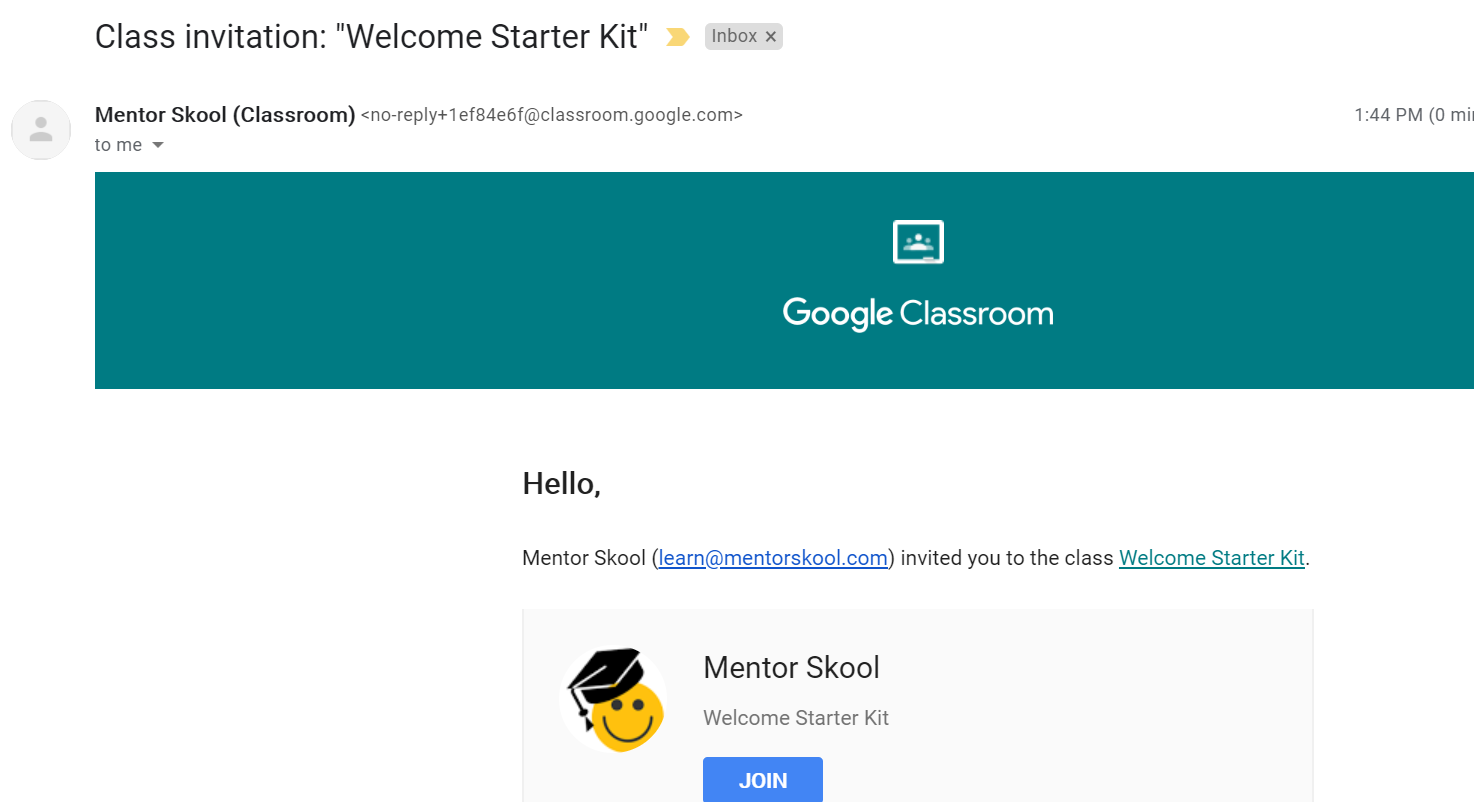 Class invitation: "Welcome Starter Kit" Inbox ×
Mentor Skool (Classroom) <no-reply+1ef84e6f@classroom.google.com> 1:44 PM (0 min
to me
Google Classroom
Hello,
Mentor Skool (learn@mentorskool.com) invited you to the class Welcome Starter Kit.
Mentor Skool
Welcome Starter Kit
JOIN